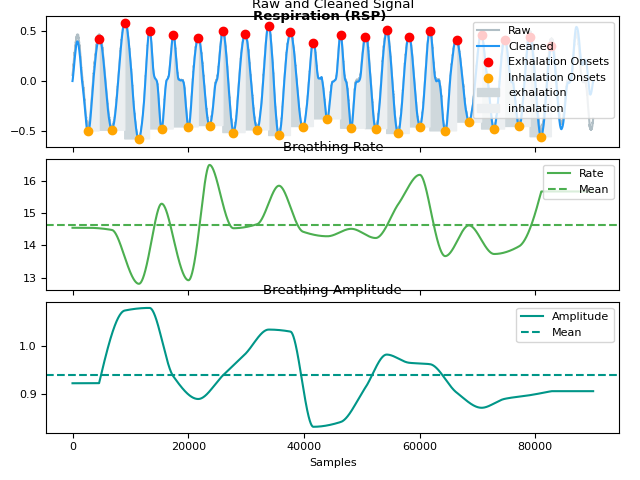 Raw and Cleaned Signal
Respiration (RSP)
0.5
0.0
−0.5
Raw
Cleaned
Exhalation Onsets
Inhalation Onsets
exhalation
inhalation
Breathing Rate
16
15
14
13
Rate
Mean
Breathing Amplitude
1.0
0.9
Amplitude
Mean
0
20000
40000
60000
80000
Samples